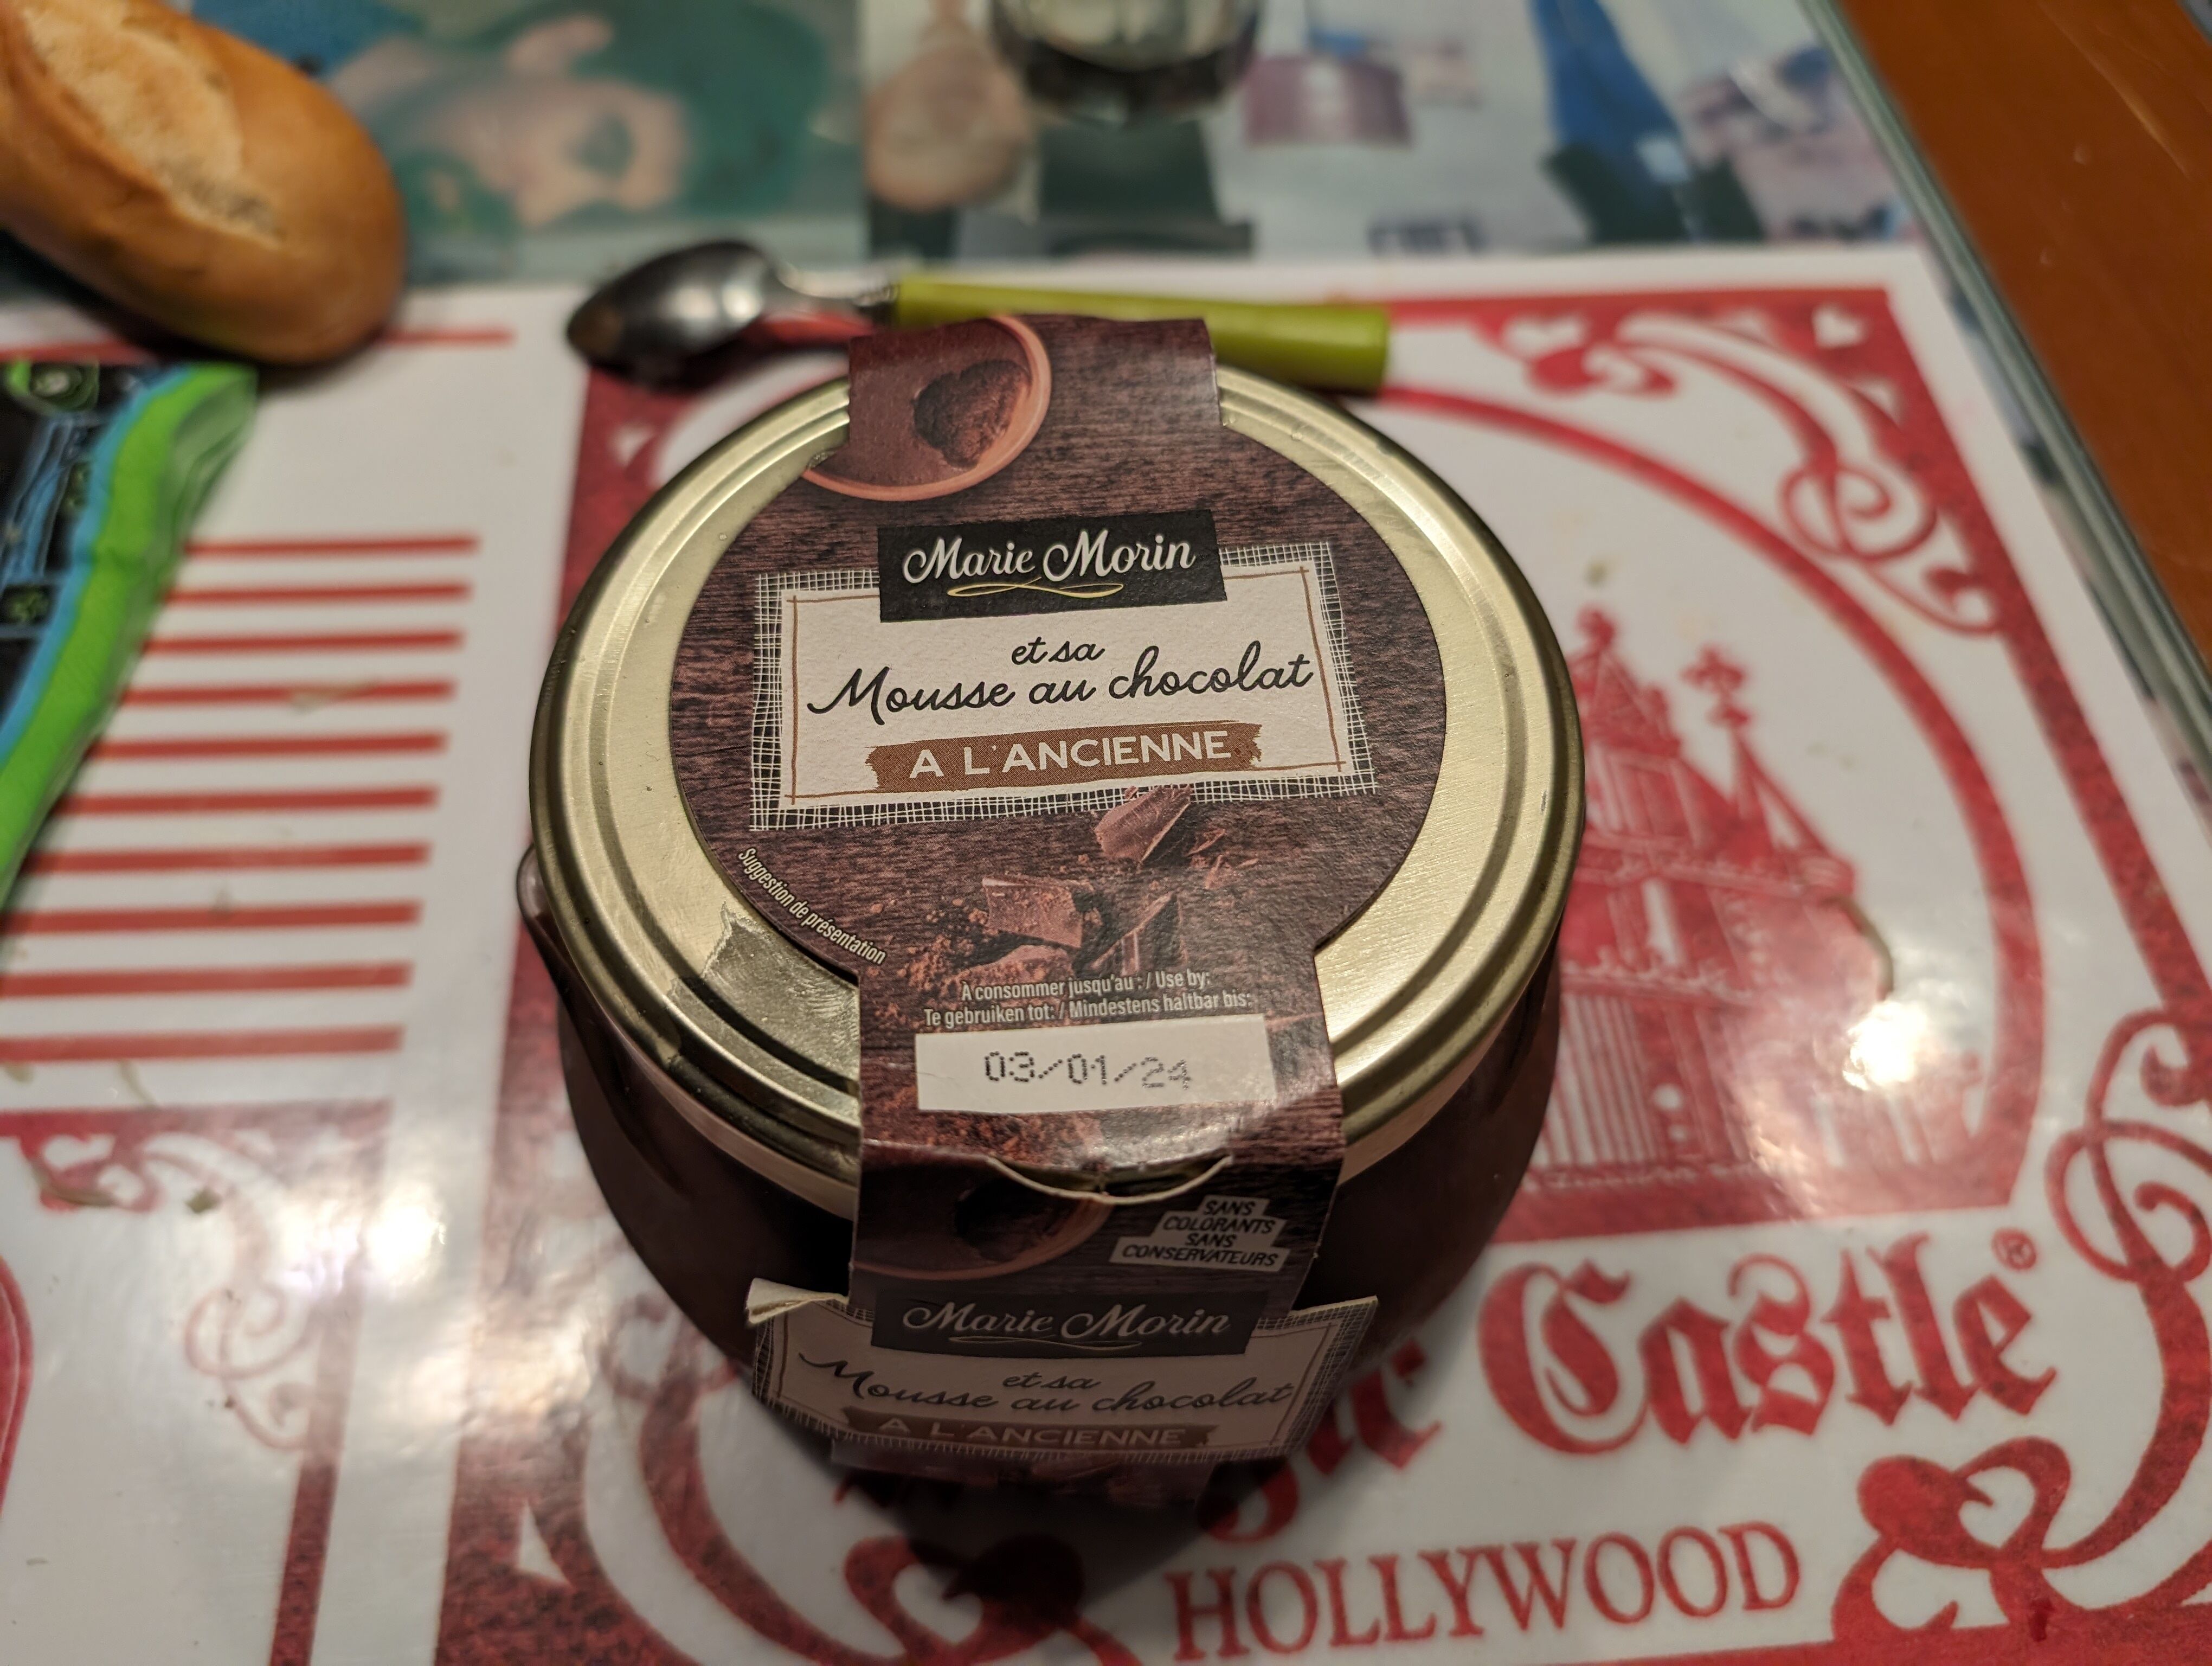 Marie Morin
et sa
Mousse au chocolat
A L'ANCIENNE
Suggestion de présentation
A consommer jusqu'au : / Use by:
Te gebruiken tot: / Mindestens haltbar bis:
03/01/24
SANS
COLORANTS
SANS
CONSERVATEURS
Marie Morin
et sa
Mousse au chocolat
A L'ANCIENNE
Castle®
HOLLYWOOD